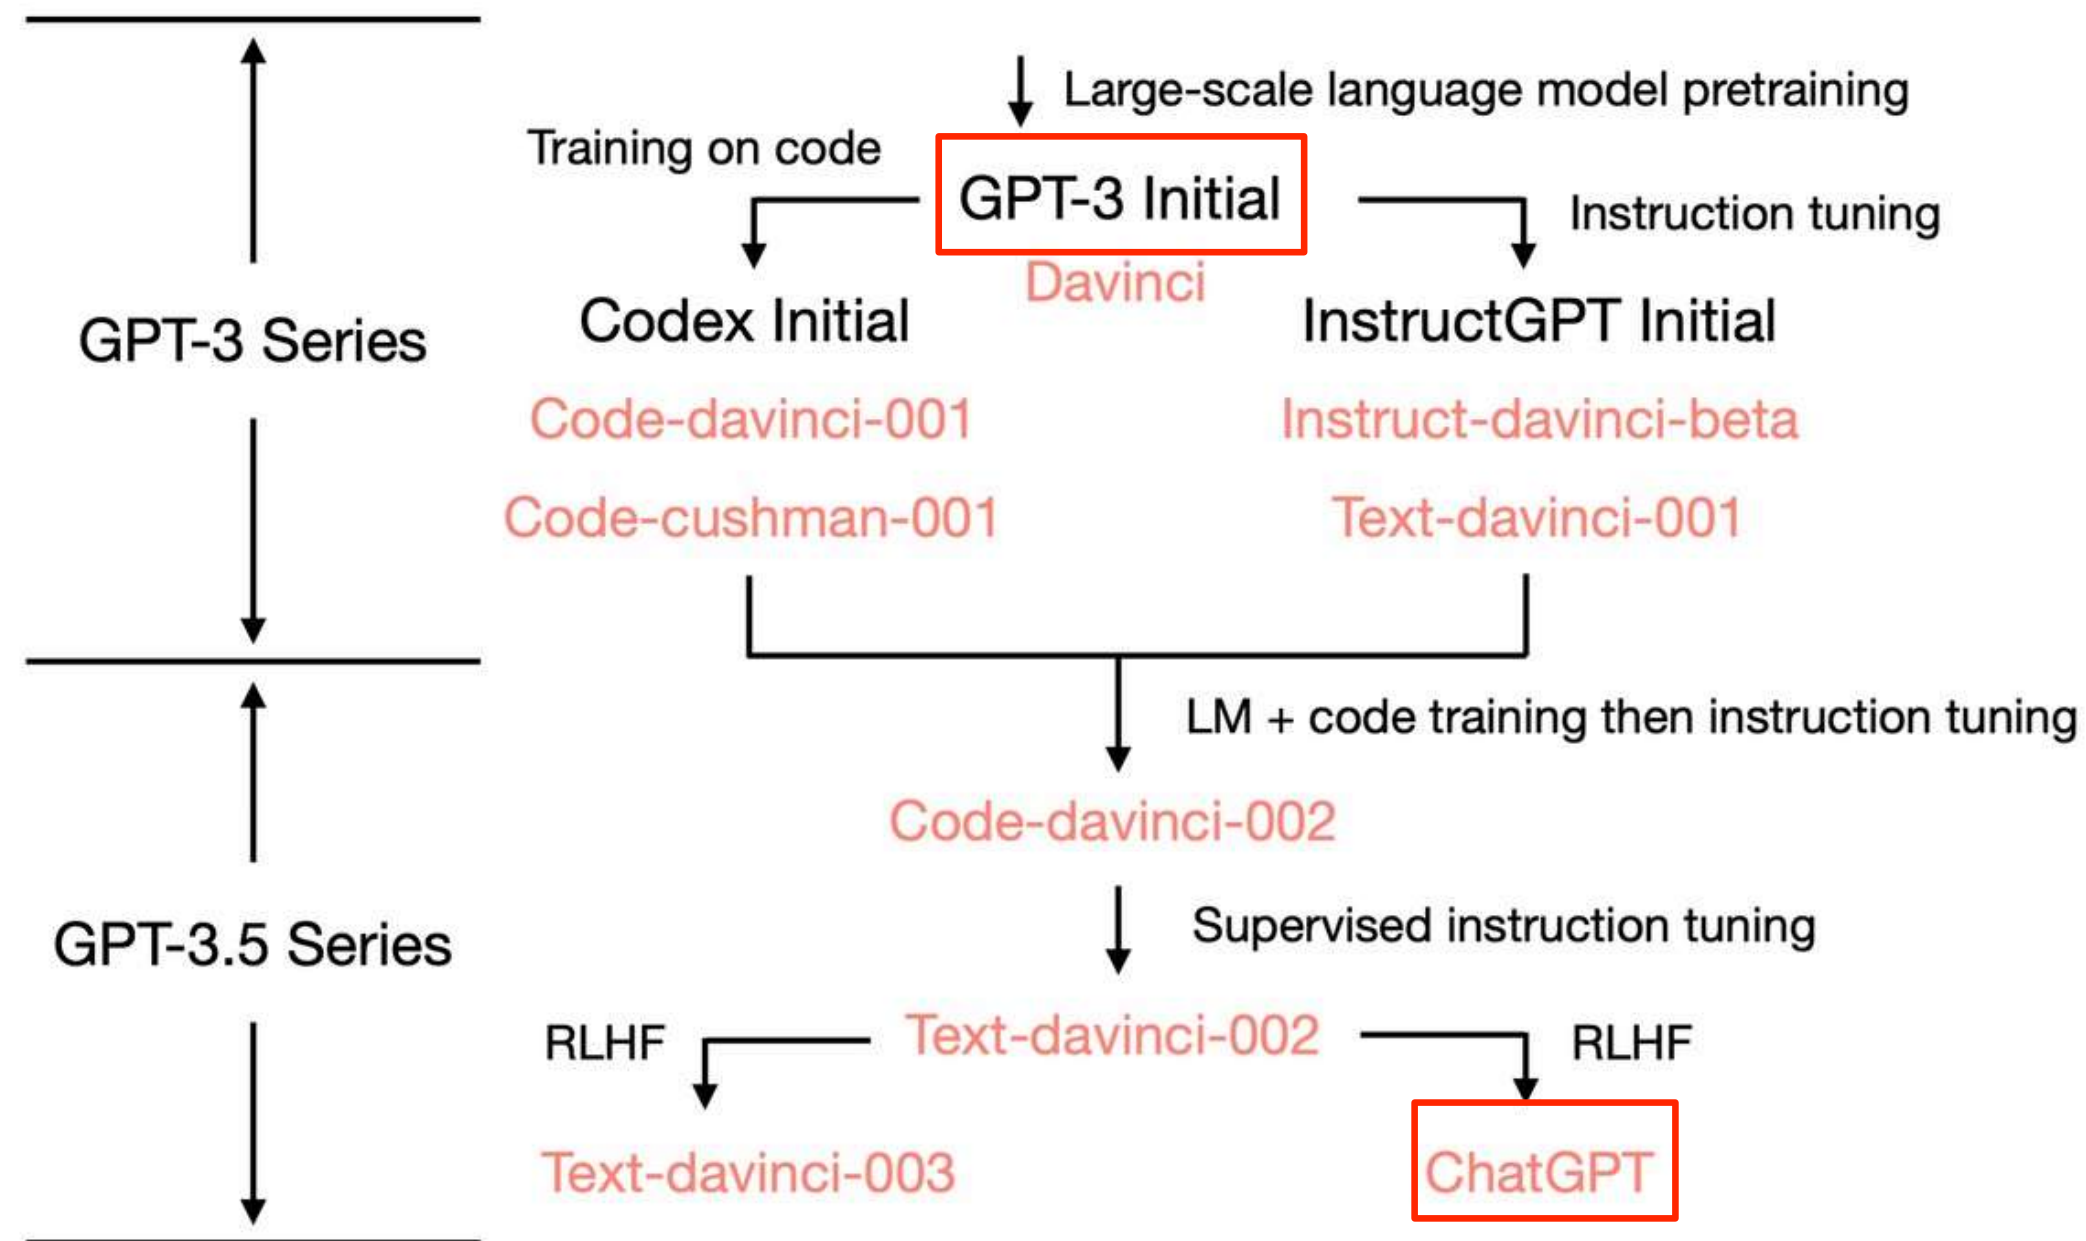 Large-scale language model pretraining
Training on code
GPT-3 Initial
Instruction tuning
Davinci
Codex Initial
InstructGPT Initial
GPT-3 Series
Code-davinci-001
Instruct-davinci-beta
Code-cushman-001
Text-davinci-001
LM + code training then instruction tuning
Code-davinci-002
Supervised instruction tuning
GPT-3.5 Series
RLHF
Text-davinci-002
RLHF
Text-davinci-003
ChatGPT